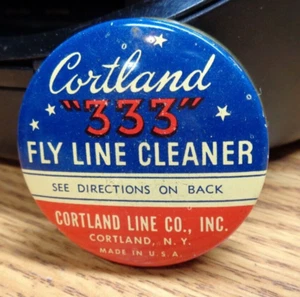 Cortland
"333"
FLY LINE CLEANER
SEE DIRECTIONS ON BACK
CORTLAND LINE CO., INC.
CORTLAND, N. Y.
MADE IN U.S.A.